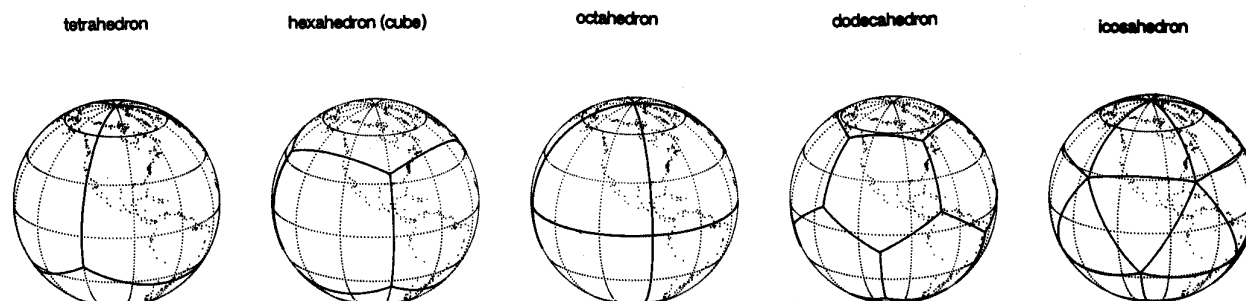 tetrahedron
hexahedron (cube)
octahedron
dodecahedron
icosahedron